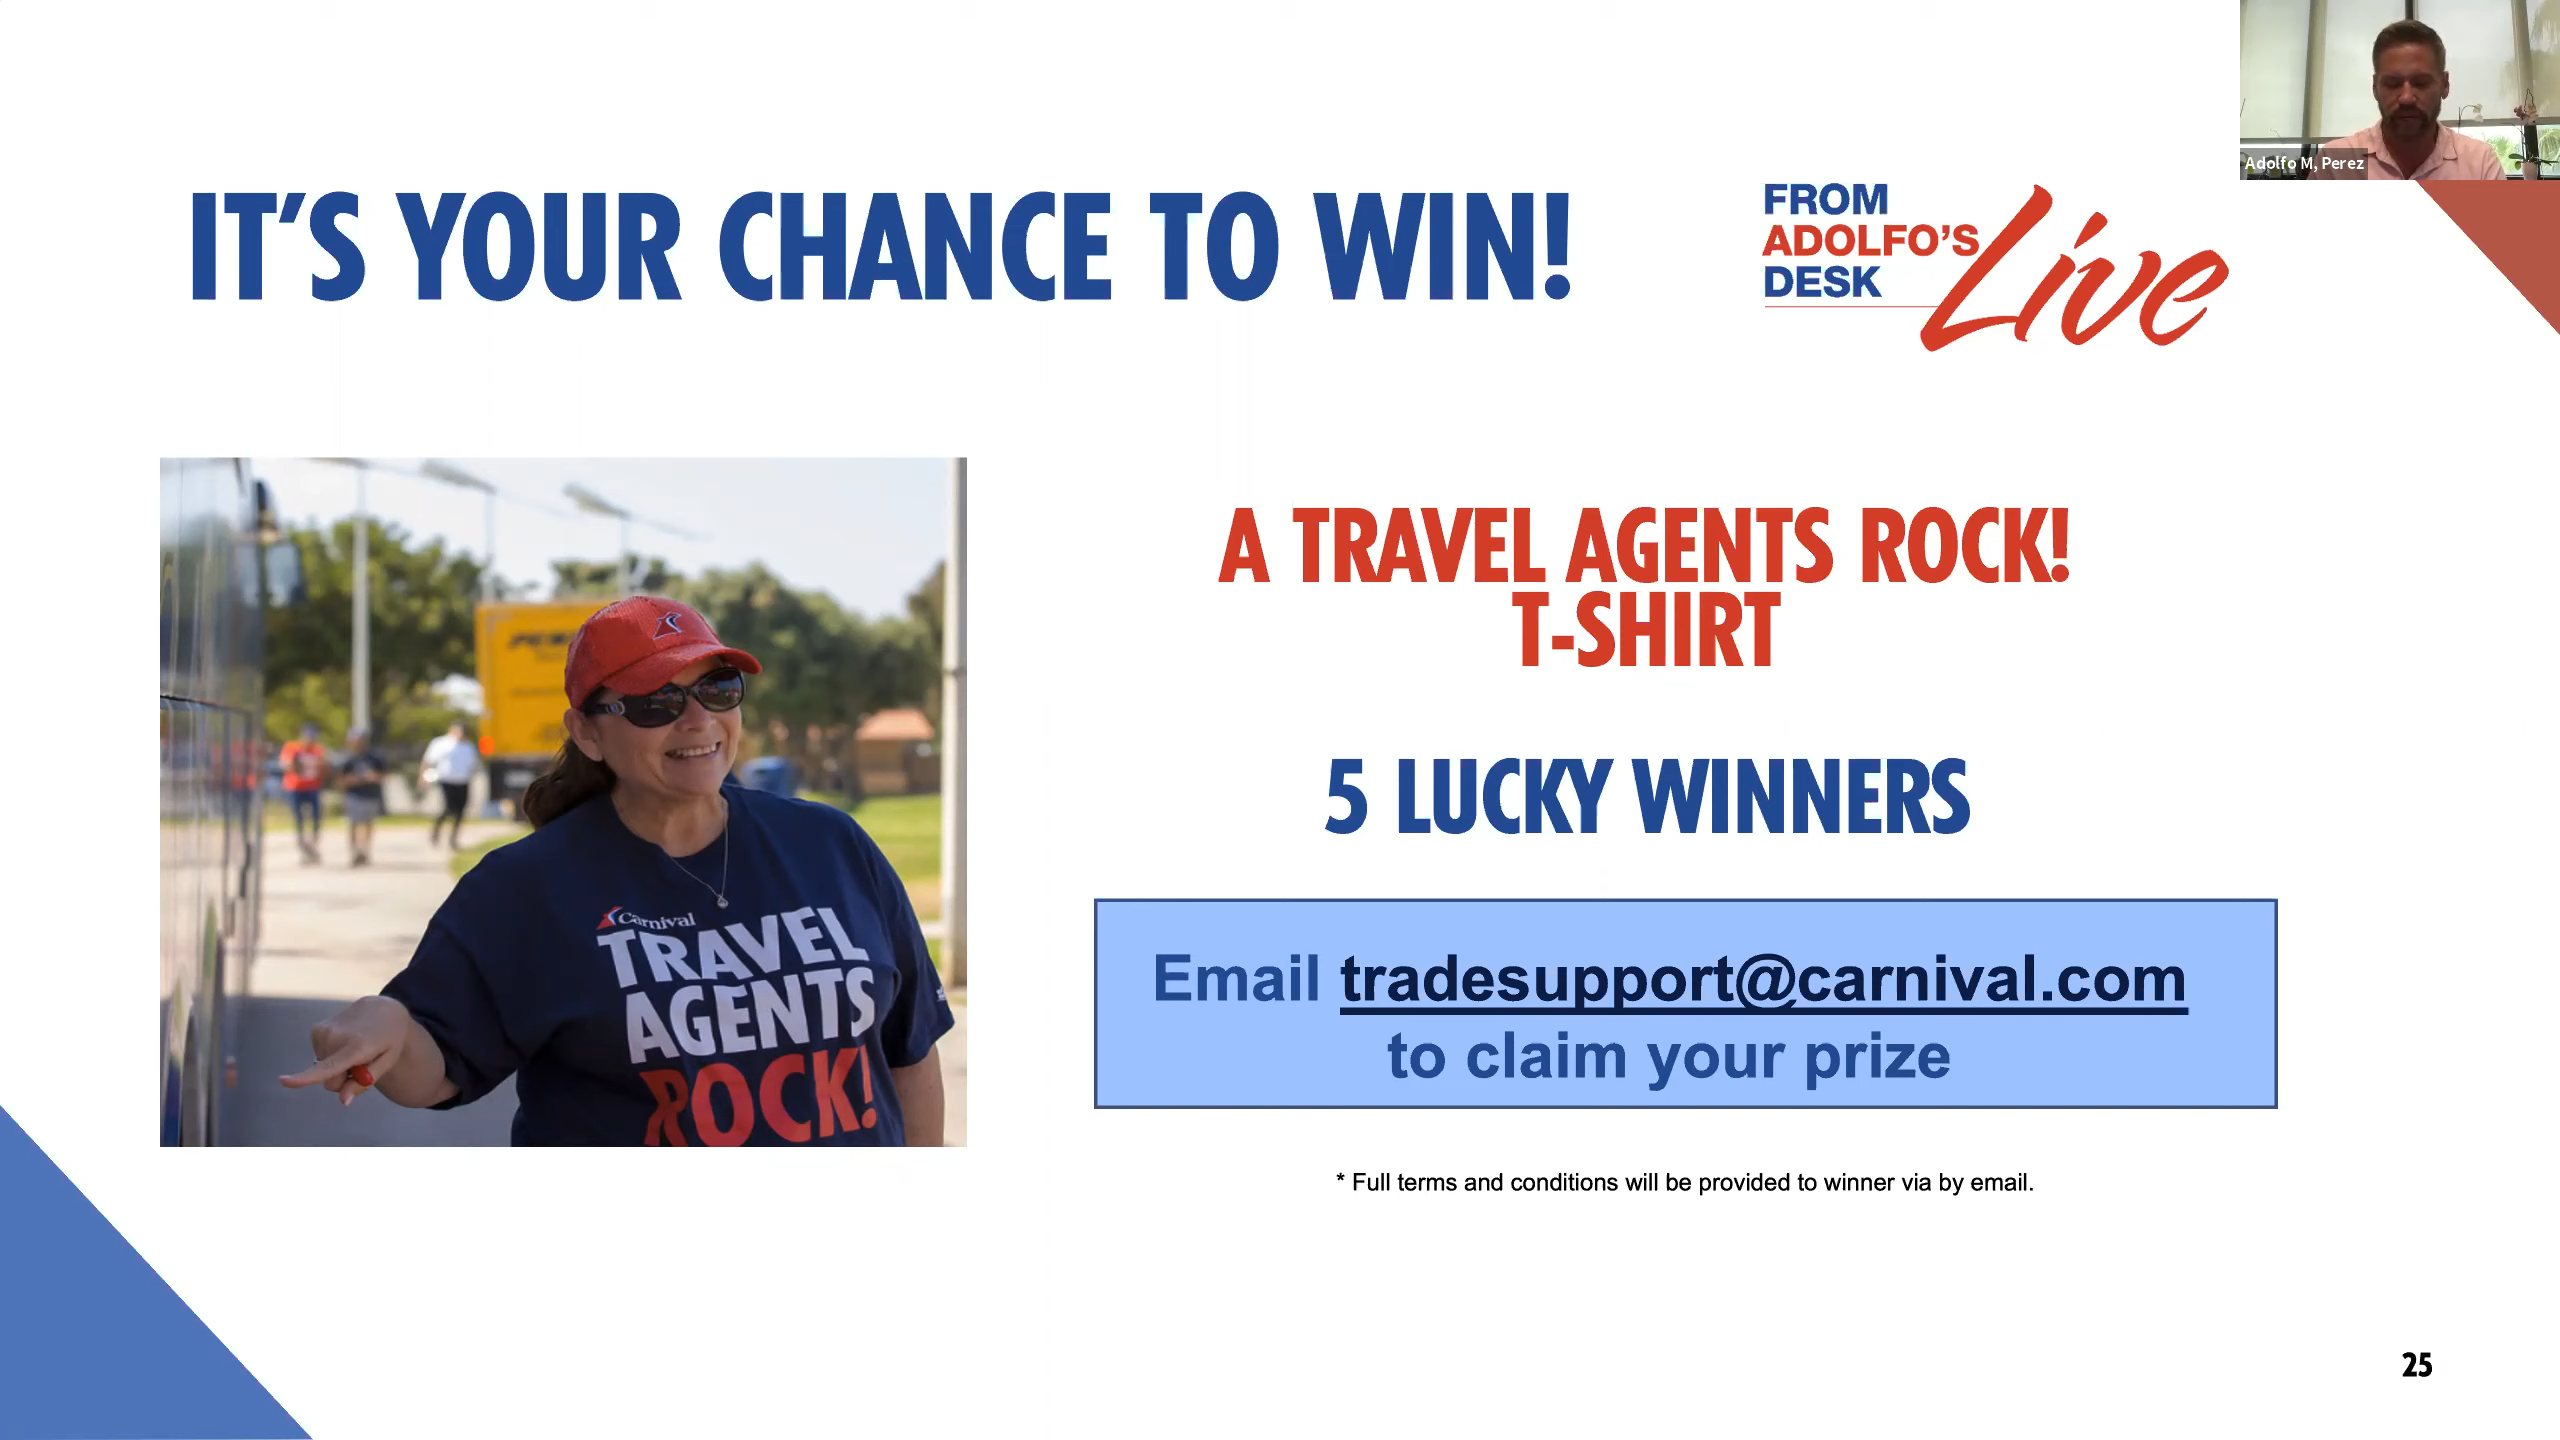 Adolfo M, Perez
IT’S YOUR CHANCE TO WIN!
FROM
ADOLFO’S
DESK
Live
A TRAVEL AGENTS ROCK!
T-SHIRT
5 LUCKY WINNERS
Carnival
TRAVEL
AGENTS
ROCK!
Email tradesupport@carnival.com
to claim your prize
* Full terms and conditions will be provided to winner via by email.
25